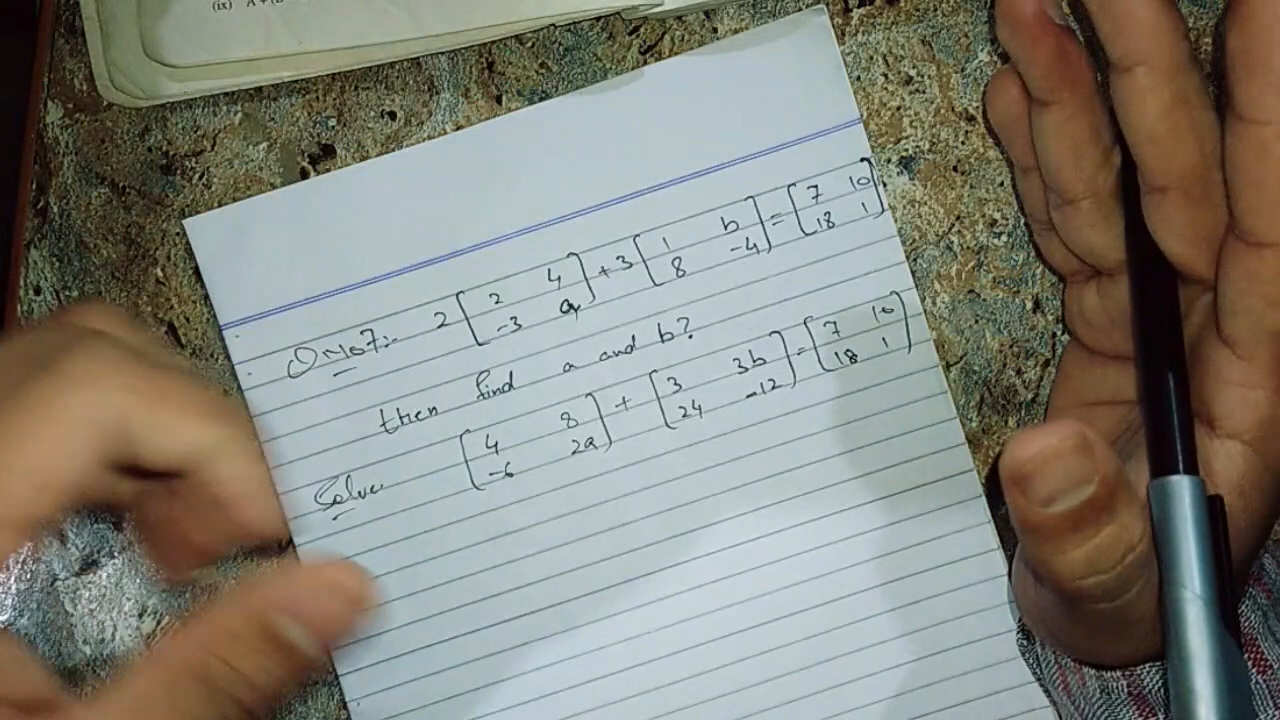 (ix) A + (B
Q No7:- 2 [2 4 -3 a] + 3 [1 b 8 -4] = [7 10 18 1]
then find a and b?
Solve. [4 8 -6 2a] + [3 3b 24 -12] = [7 10 18 1]